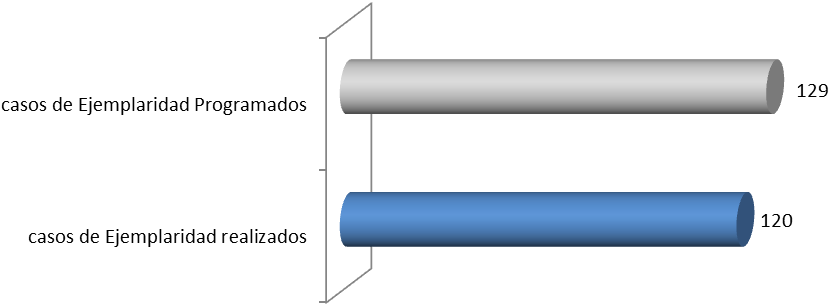 casos de Ejemplaridad Programados 129
casos de Ejemplaridad realizados 120